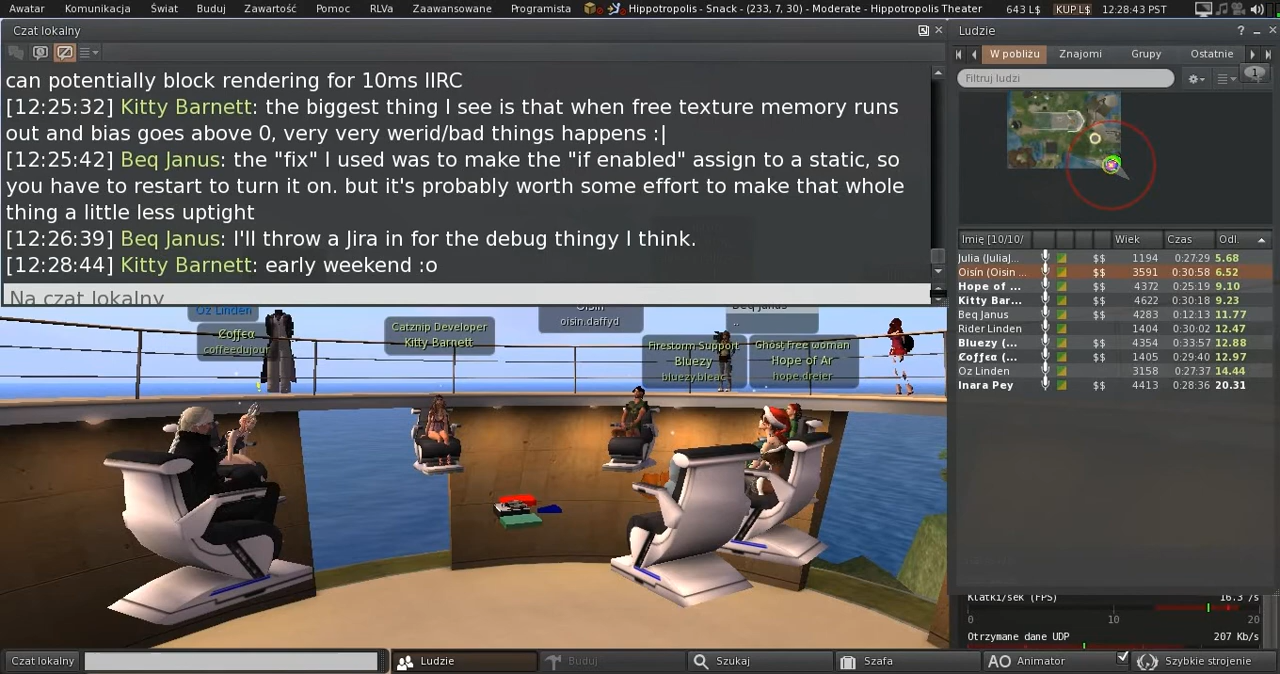 Awatar Komunikacja Świat Buduj Zawartość Pomoc RLVa Zaawansowane Programista Hippotropolis - Snack - (233, 7, 30) - Moderate - Hippotropolis Theater 643 L$ KUP L$ 12:28:43 PST
Czat lokalny
can potentially block rendering for 10ms IIRC
[12:25:32] Kitty Barnett: the biggest thing I see is that when free texture memory runs
out and bias goes above 0, very very werid/bad things happens :|
[12:25:42] Beq Janus: the "fix" I used was to make the "if enabled" assign to a static, so
you have to restart to turn it on. but it's probably worth some effort to make that whole
thing a little less uptight
[12:26:39] Beq Janus: I'll throw a Jira in for the debug thingy I think.
[12:28:44] Kitty Barnett: early weekend :o
Na czat lokalny
Oz Linden
Coffee
coffeedujour
Catznip Developer
Kitty Barnett
Oisin
oisin.daffyd
Beq Janus
..
Firestorm Support
Bluezy
bluezy.bleac
Ghost Free woman
Hope of Ar
hope dreier
Ludzie
? _ ×
W pobliżu Znajomi Grupy Ostatnie
Filtruj ludzi
1
Imię [10/10/ Wiek Czas Odl.
Julia (JuliaJ... $$ 1194 0:27:29 5.68
Oisín (Oisin ... $$ 3591 0:30:58 6.52
Hope of ... $$ 4372 0:25:19 9.10
Kitty Bar... $$ 4622 0:30:18 9.23
Beq Janus $$ 4283 0:12:13 11.77
Rider Linden 1404 0:30:02 12.47
Bluezy (... $$ 4354 0:33:57 12.88
Coffee (... $$ 1405 0:29:40 12.97
Oz Linden 3158 0:27:37 14.44
Inara Pey $$ 4413 0:28:36 20.31
Klatki/sek (FPS) 16.3 /s
0 10 20
Otrzymane dane UDP 207 Kb/s
Czat lokalny Ludzie Buduj Szukaj Szafa AO Animator Szybkie strojenie